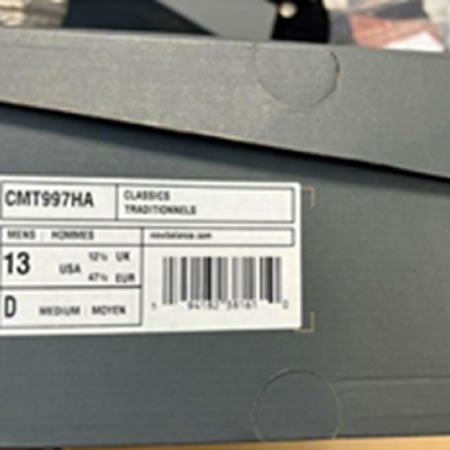 CMT997HA
CLASSICS
TRADITIONNELS
MENS HOMMES
newbalance.com
13 USA
12½ UK
47½ EUR
D MEDIUM MOYEN